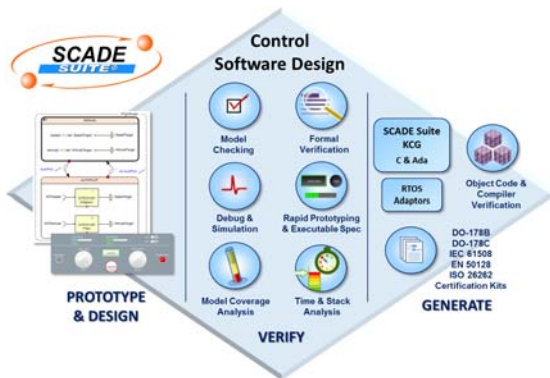 SCADE
SUITE
Control
Software Design
Model
Checking
Formal
Verification
Debug &
Simulation
Rapid Prototyping
& Executable Spec
Model Coverage
Analysis
Time & Stack
Analysis
SCADE Suite
KCG
C & Ada
RTOS
Adaptors
Object Code &
Compiler
Verification
DO-178B
DO-178C
IEC 61508
EN 50128
ISO 26262
Certification Kits
PROTOTYPE
& DESIGN
VERIFY
GENERATE